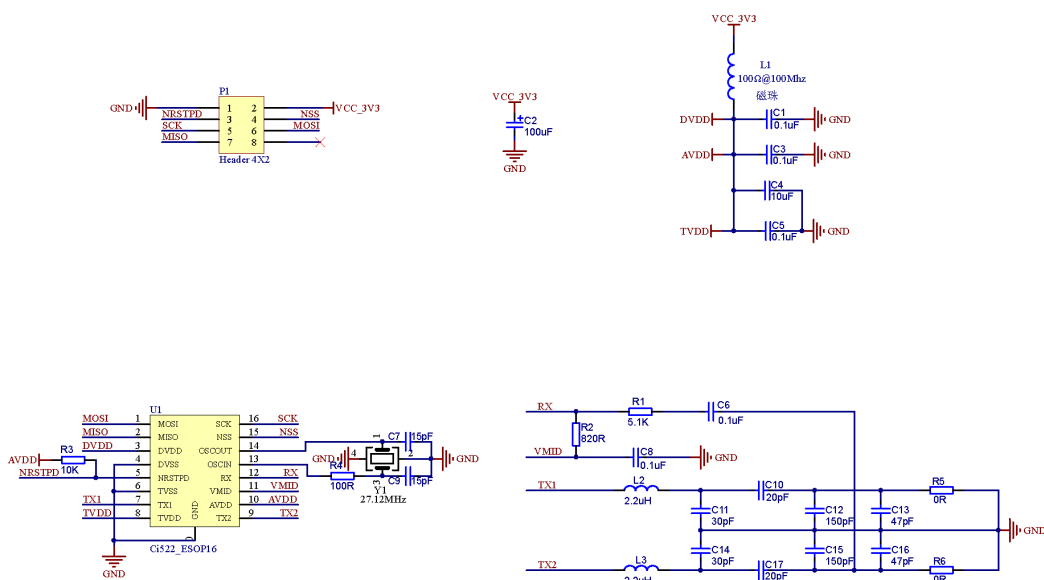 VCC_3V3
L1
100Ω@100Mhz
磁珠
DVDD
C1
0.1uF
GND
AVDD
C3
0.1uF
GND
C4
10uF
TVDD
C5
0.1uF
GND
P1
GND
1
2
VCC_3V3
NRSTPD
3
4
NSS
SCK
5
6
MOSI
MISO
7
8
Header 4X2
VCC_3V3
C2
100uF
GND
U1
MOSI
1
MOSI
SCK
16
SCK
MISO
2
MISO
NSS
15
NSS
DVDD
3
DVDD
OSCOUT
14
4
DVSS
OSCIN
13
NRSTPD
5
NRSTPD
RX
12
RX
6
TVSS
VMID
11
VMID
TX1
7
TX1
AVDD
10
AVDD
TVDD
8
TVDD
TX2
9
TX2
GND
0
Ci522_ESOP16
AVDD
R3
10K
GND
R4
100R
GND
4
1
2
3
Y1
27.12MHz
C7
15pF
C9
15pF
GND
RX
R1
5.1K
C6
0.1uF
R2
820R
VMID
C8
0.1uF
GND
TX1
L2
2.2uH
C10
20pF
R5
0R
C11
30pF
C12
150pF
C13
47pF
GND
C14
30pF
C15
150pF
C16
47pF
TX2
L3
2.2uH
C17
20pF
R6
0R